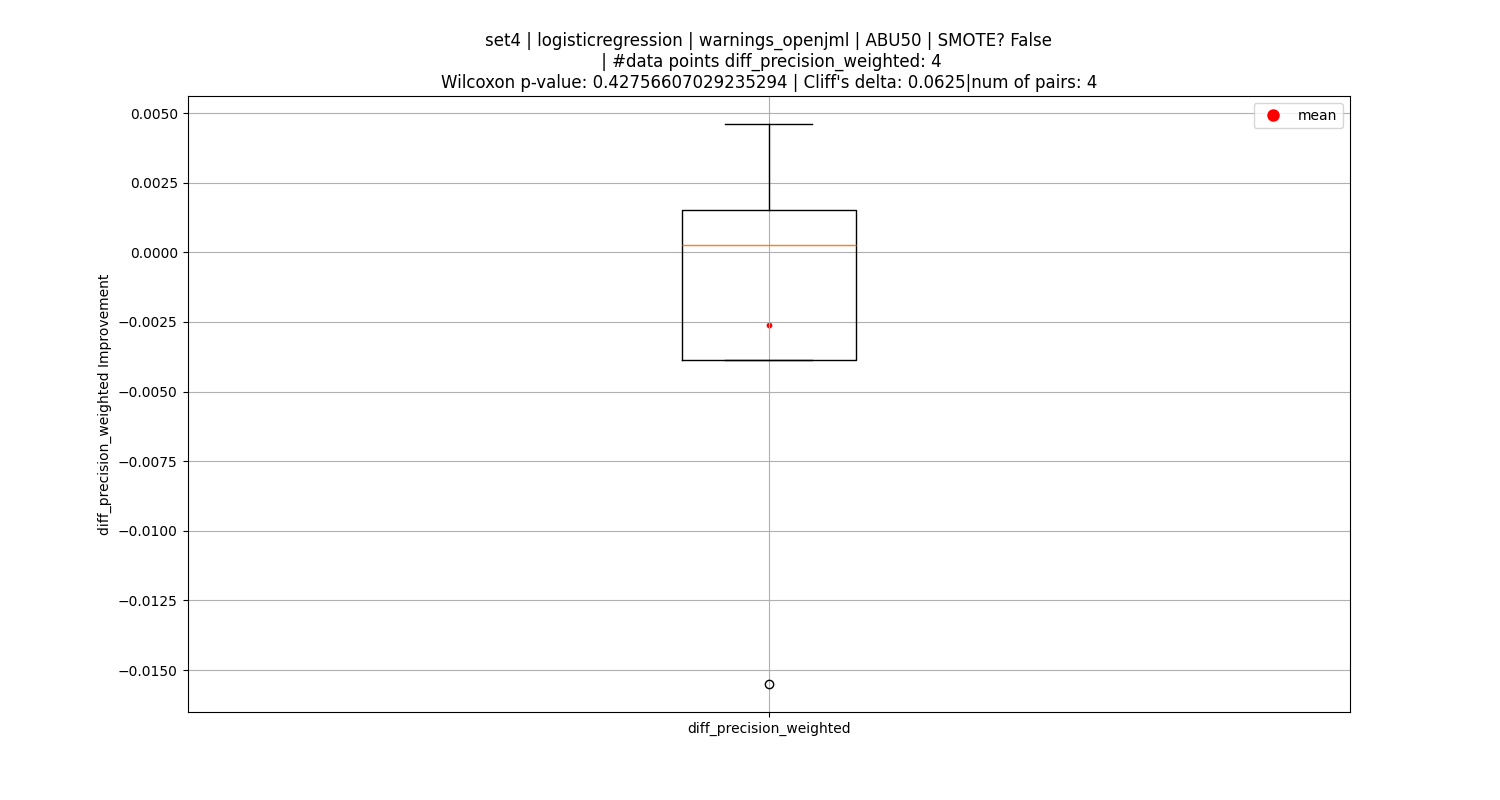 set4 | logisticregression | warnings_openjml | ABU50 | SMOTE? False
| #data points diff_precision_weighted: 4
Wilcoxon p-value: 0.42756607029235294 | Cliff's delta: 0.0625|num of pairs: 4
mean
0.0050
0.0025
0.0000
−0.0025
−0.0050
−0.0075
−0.0100
−0.0125
−0.0150
diff_precision_weighted Improvement
diff_precision_weighted